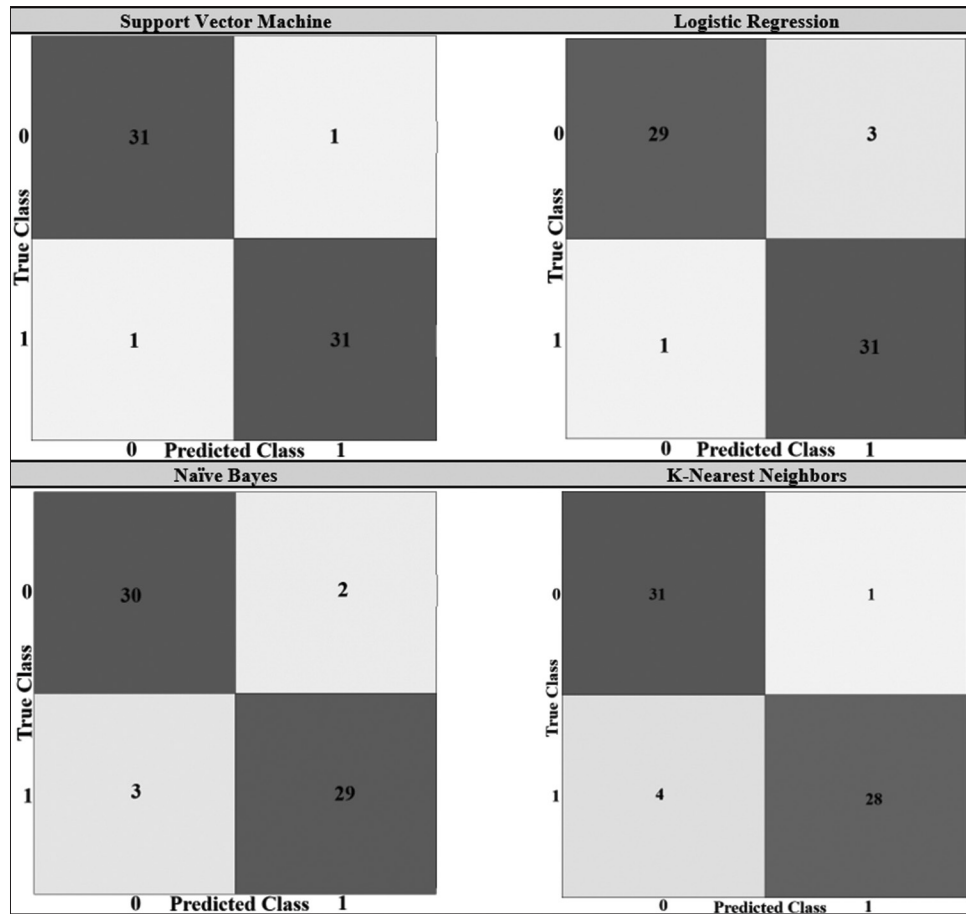 Support Vector Machine
Logistic Regression
True Class
0
31
1
1
1
31
0 Predicted Class 1
True Class
0
29
3
1
1
31
0 Predicted Class 1
Naïve Bayes
K-Nearest Neighbors
True Class
0
30
2
1
3
29
0 Predicted Class 1
True Class
0
31
1
1
4
28
0 Predicted Class 1